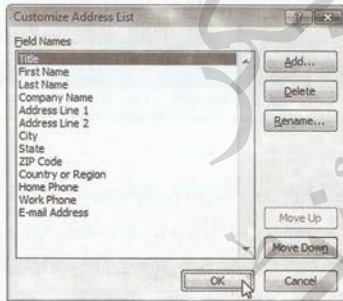 Customize Address List
Field Names
Title
First Name
Last Name
Company Name
Address Line 1
Address Line 2
City
State
ZIP Code
Country or Region
Home Phone
Work Phone
E-mail Address
Add...
Delete
Rename...
Move Up
Move Down
OK
Cancel